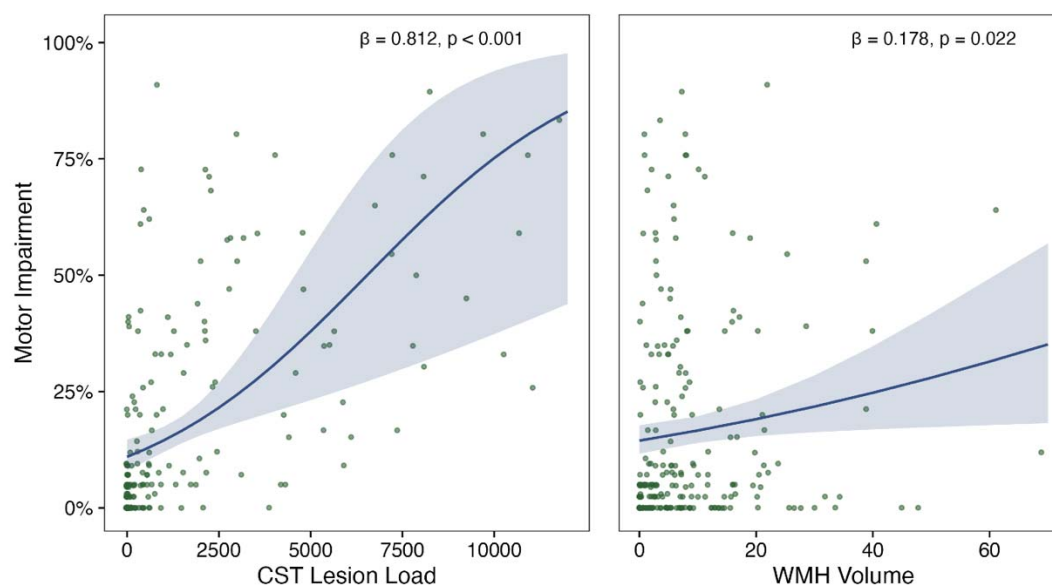 β = 0.812, p < 0.001
β = 0.178, p = 0.022
100%
75%
50%
25%
0%
Motor Impairment
0 2500 5000 7500 10000
0 20 40 60
CST Lesion Load
WMH Volume